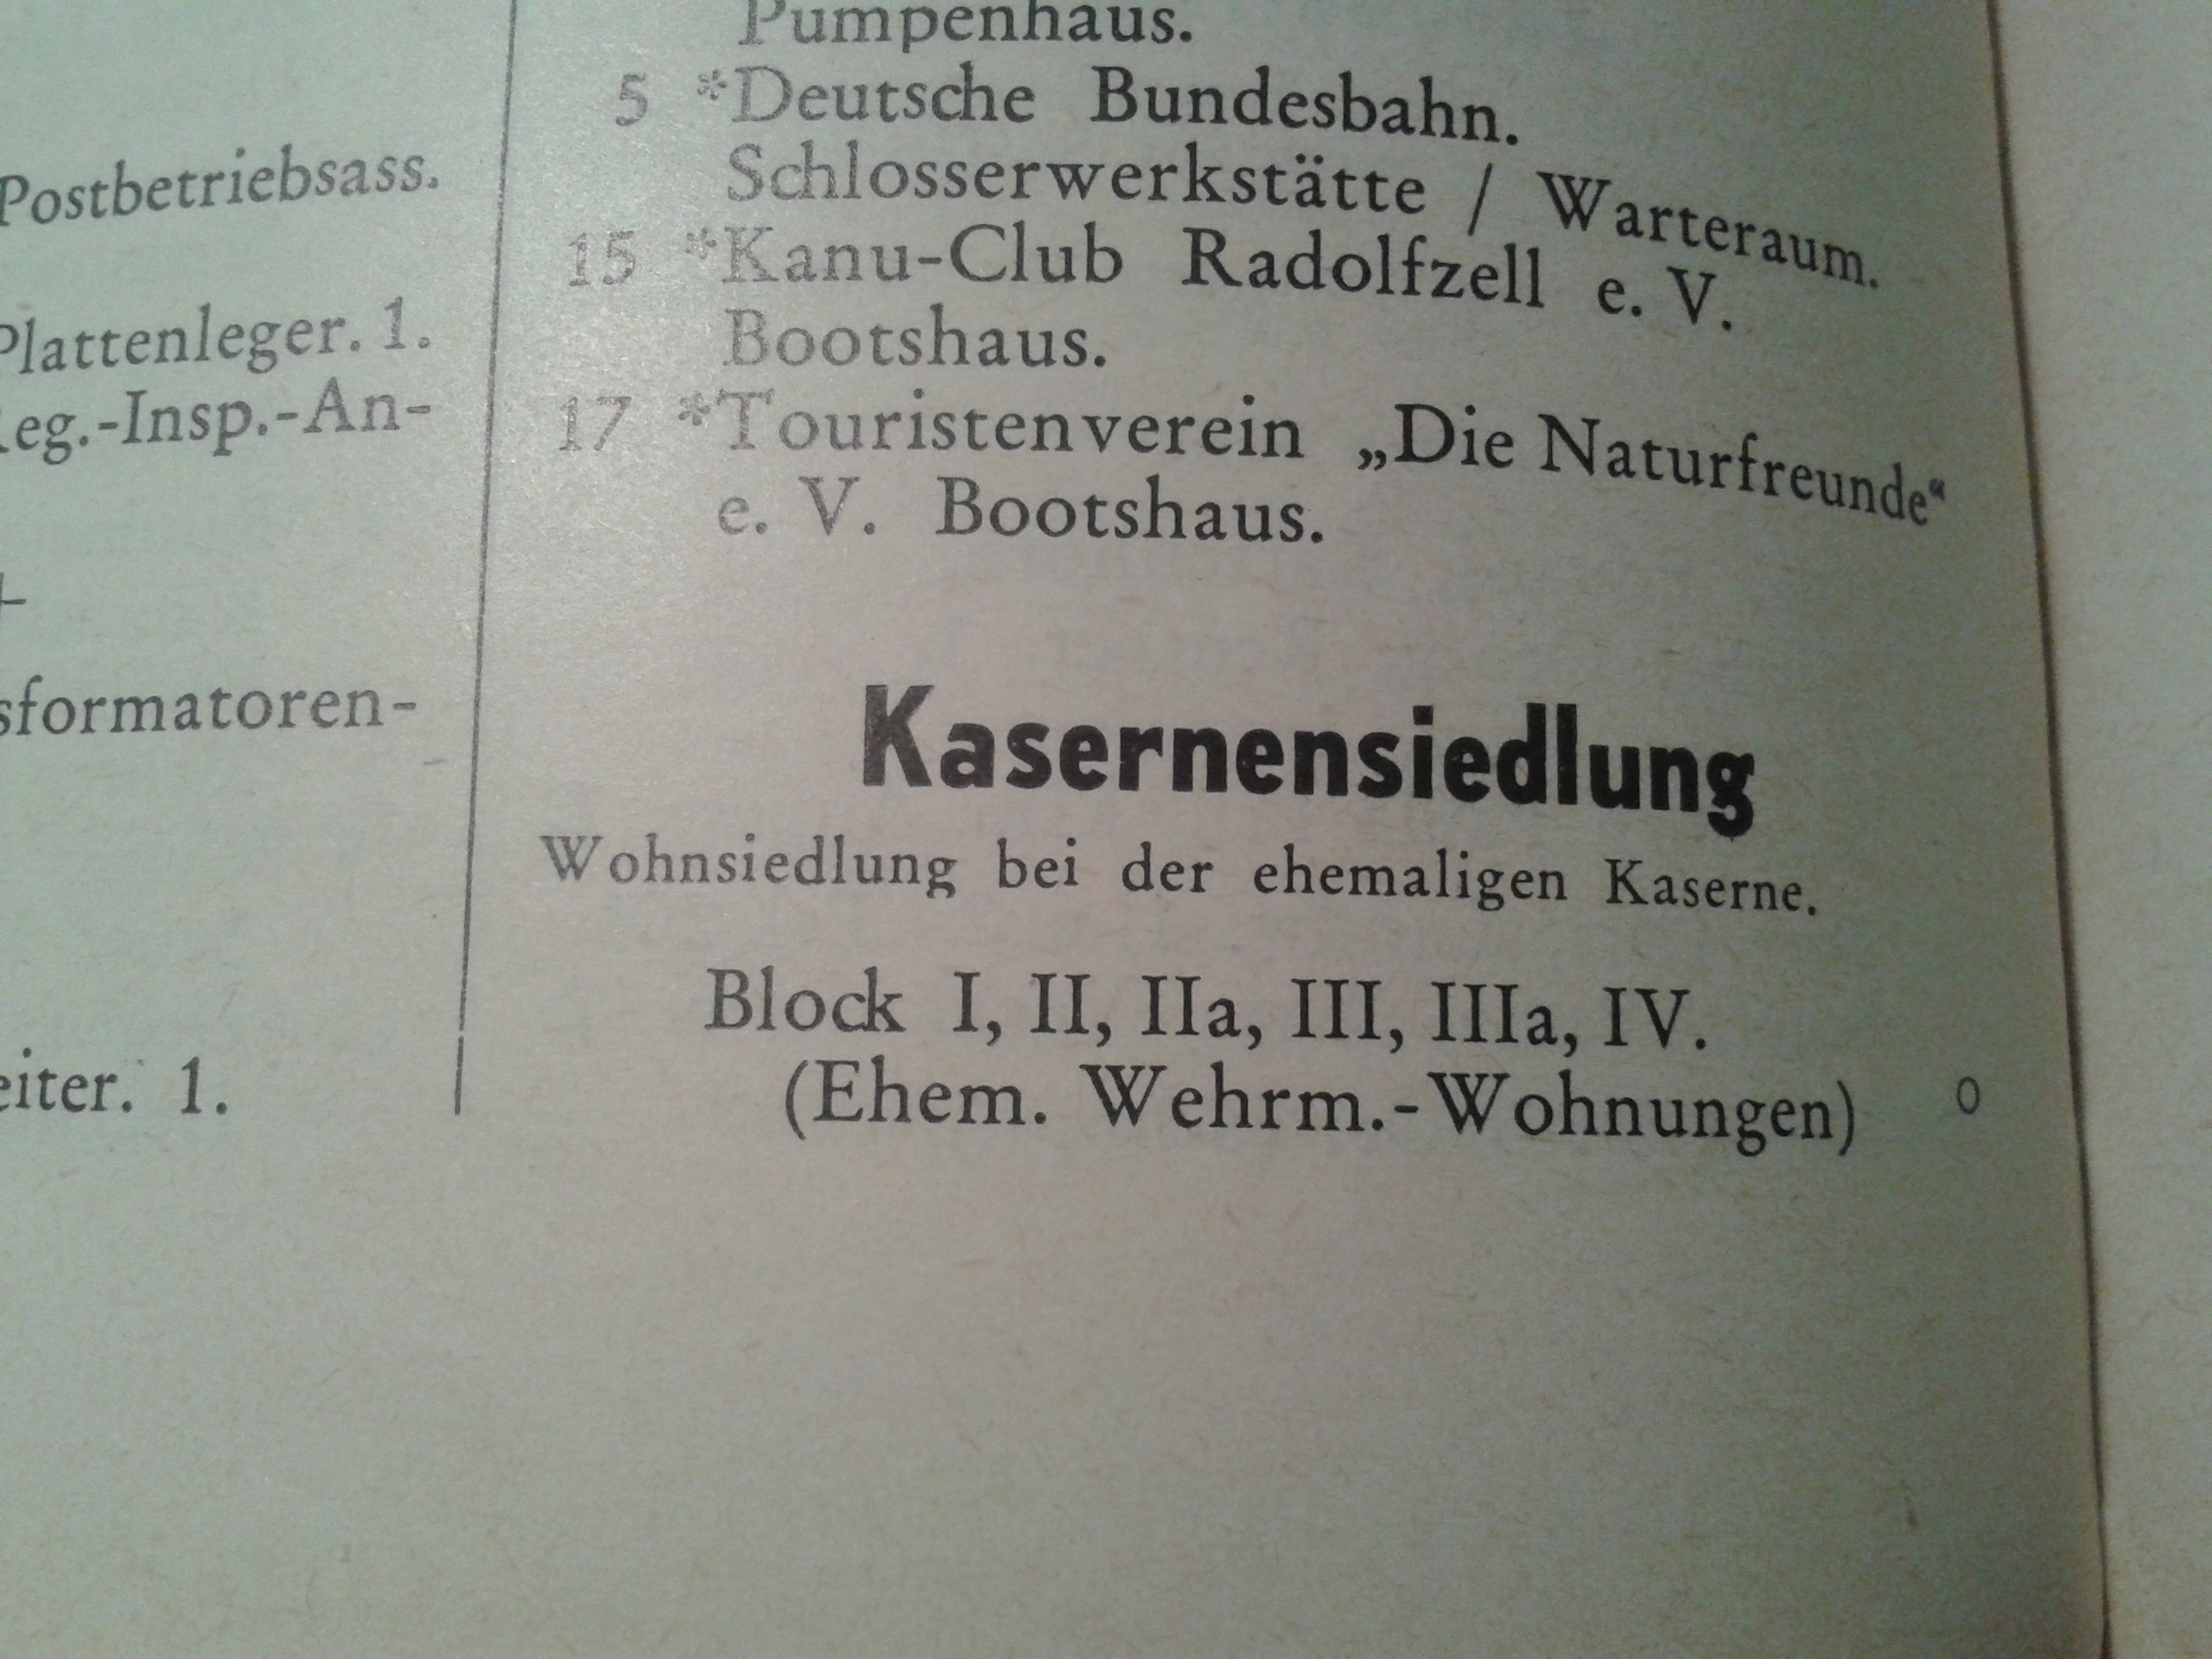 Postbetriebsass.
Plattenleger. 1.
eg.-Insp.-An-
sformatoren-
eiter. 1.
Pumpenhaus.
5 *Deutsche Bundesbahn.
Schlosserwerkstätte / Warteraum.
15 *Kanu-Club Radolfzell e. V.
Bootshaus.
17 *Touristenverein „Die Naturfreunde“
e. V. Bootshaus.
Kasernensiedlung
Wohnsiedlung bei der ehemaligen Kaserne.
Block I, II, IIa, III, IIIa, IV.
(Ehem. Wehrm.-Wohnungen) o